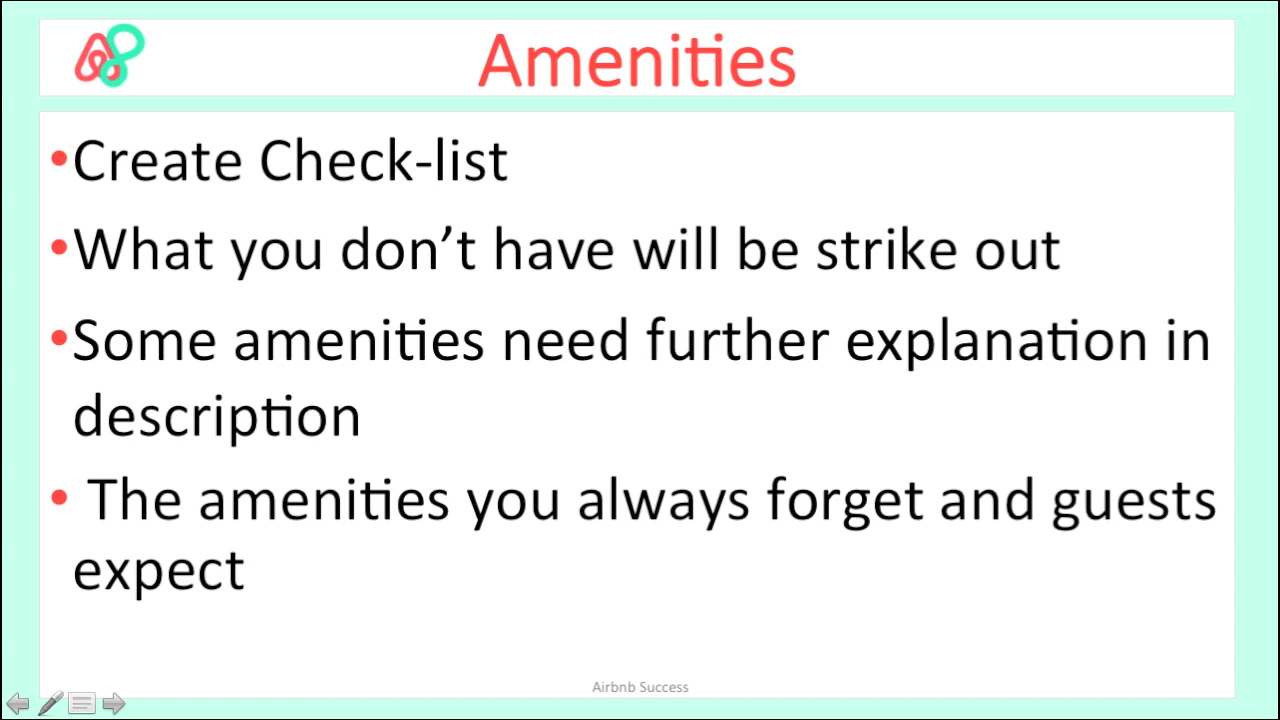 Amenities
•Create Check-list
•What you don’t have will be strike out
•Some amenities need further explanation in
description
• The amenities you always forget and guests
expect
Airbnb Success